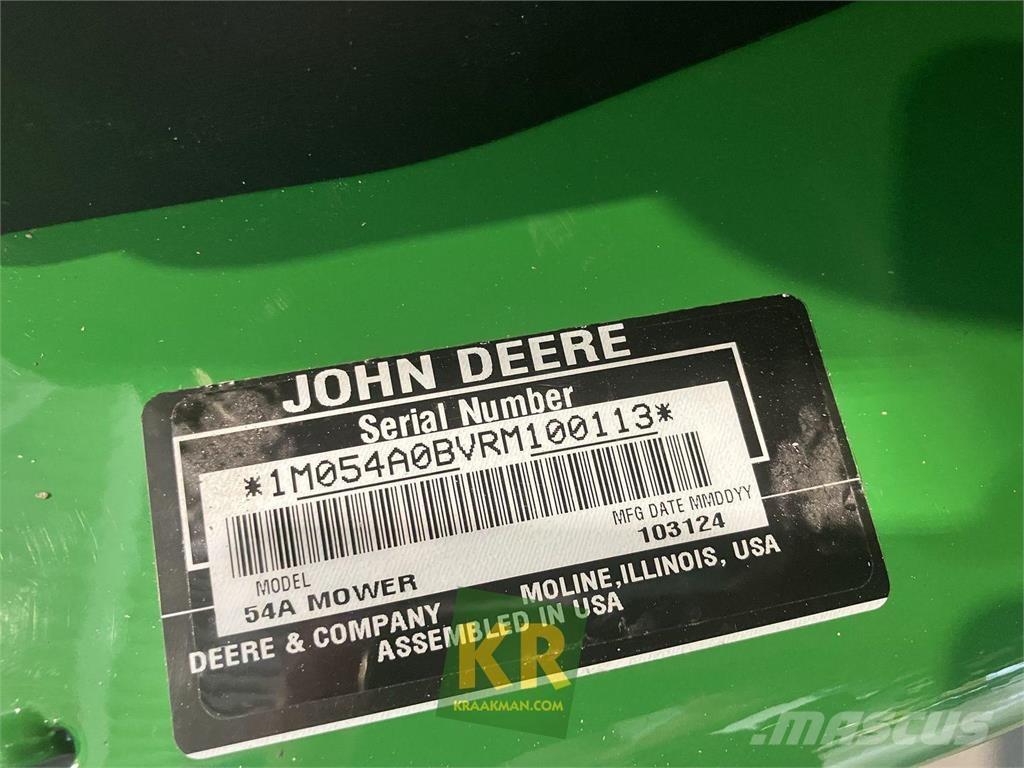 JOHN DEERE
Serial Number
*1M054A0BVRM100113*
MFG DATE MMDDYY
103124
MODEL
54A MOWER
DEERE & COMPANY MOLINE, ILLINOIS, USA
ASSEMBLED IN USA
KR
KRAAKMAN.COM
mascus